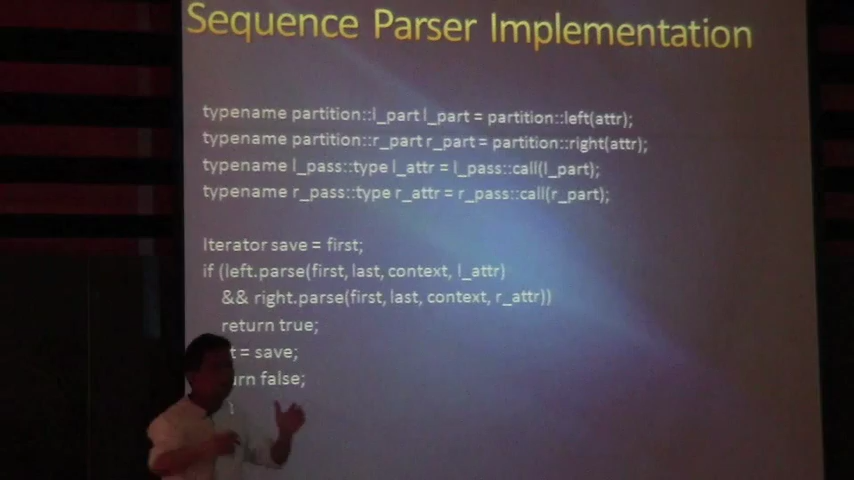 Sequence Parser Implementation
typename partition::l_part l_part = partition::left(attr);
typename partition::r_part r_part = partition::right(attr);
typename l_pass::type l_attr = l_pass::call(l_part);
typename r_pass::type r_attr = r_pass::call(r_part);
Iterator save = first;
if (left.parse(first, last, context, l_attr)
&& right.parse(first, last, context, r_attr))
return true;
= save;
false;